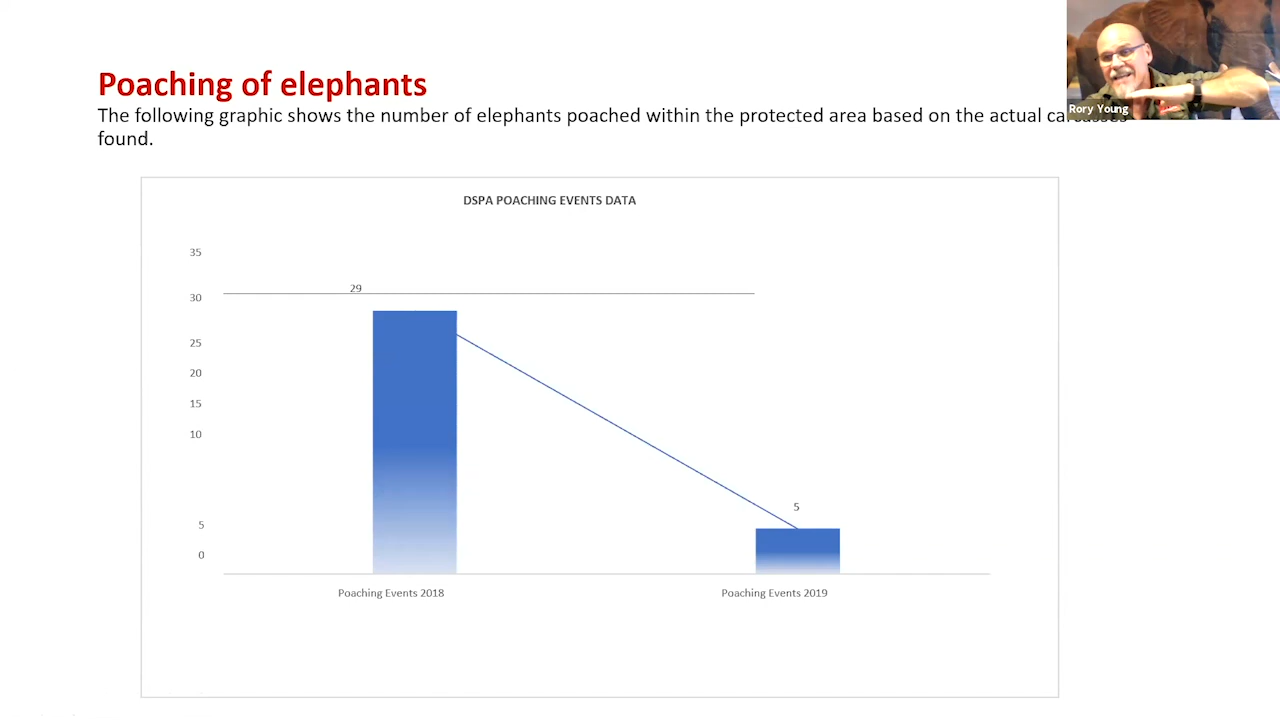 Poaching of elephants
Rory Young
The following graphic shows the number of elephants poached within the protected area based on the actual carcasses
found.
DSPA POACHING EVENTS DATA
35
30
29
25
20
15
10
5
5
0
Poaching Events 2018
Poaching Events 2019